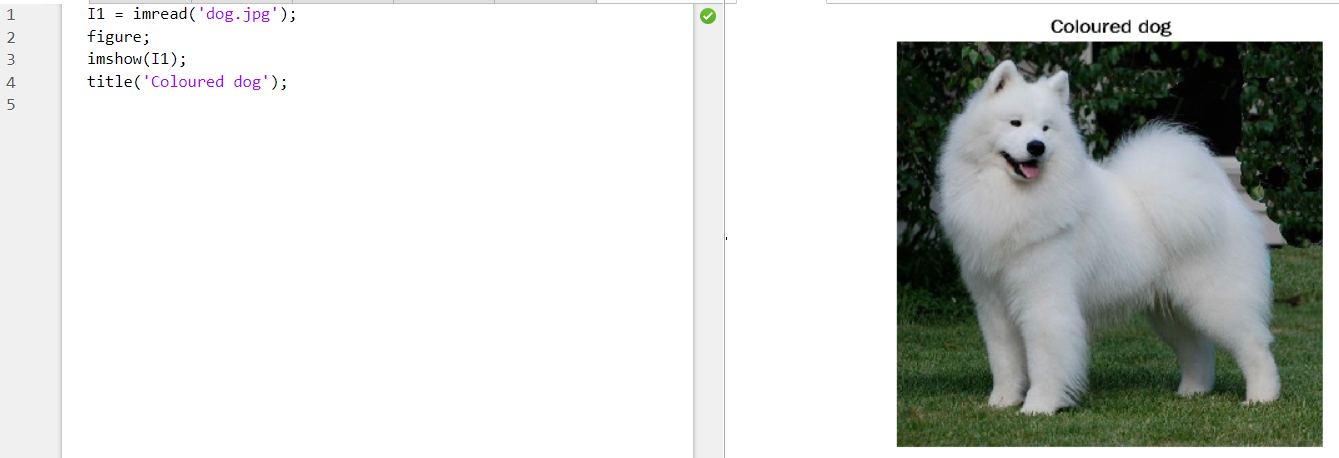 1 I1 = imread('dog.jpg');
2 figure;
3 imshow(I1);
4 title('Coloured dog');
5
Coloured dog